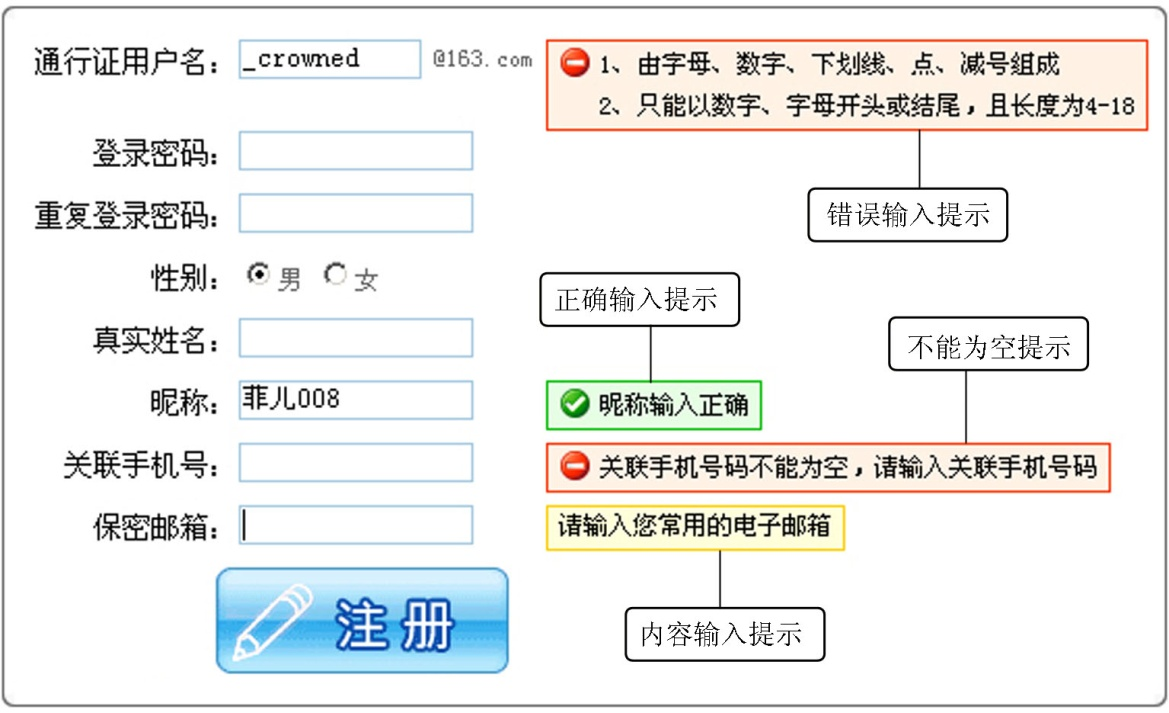 通行证用户名：_crowned @163.com
1、由字母、数字、下划线、点、减号组成
2、只能以数字、字母开头或结尾，且长度为4-18
登录密码：
错误输入提示
重复登录密码：
性别： 男 女
正确输入提示
不能为空提示
真实姓名：
昵称：菲儿008
昵称输入正确
关联手机号：
关联手机号码不能为空，请输入关联手机号码
保密邮箱：
请输入您常用的电子邮箱
注册
内容输入提示